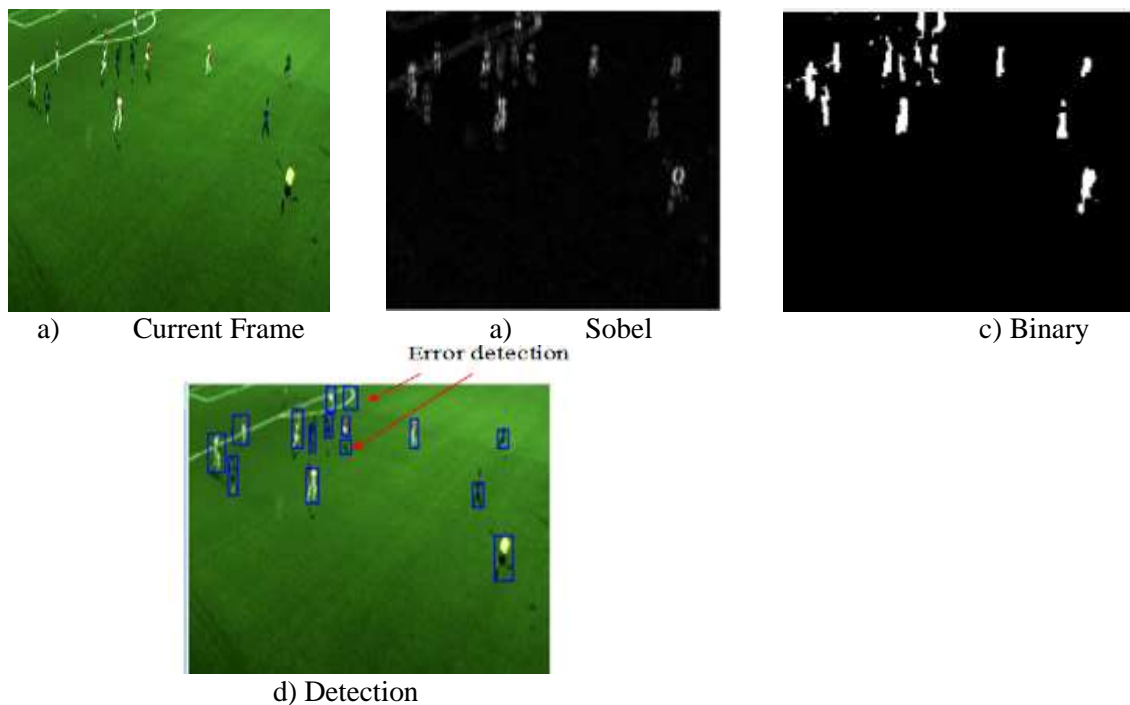 a) Current Frame
a) Sobel
c) Binary
Error detection
d) Detection